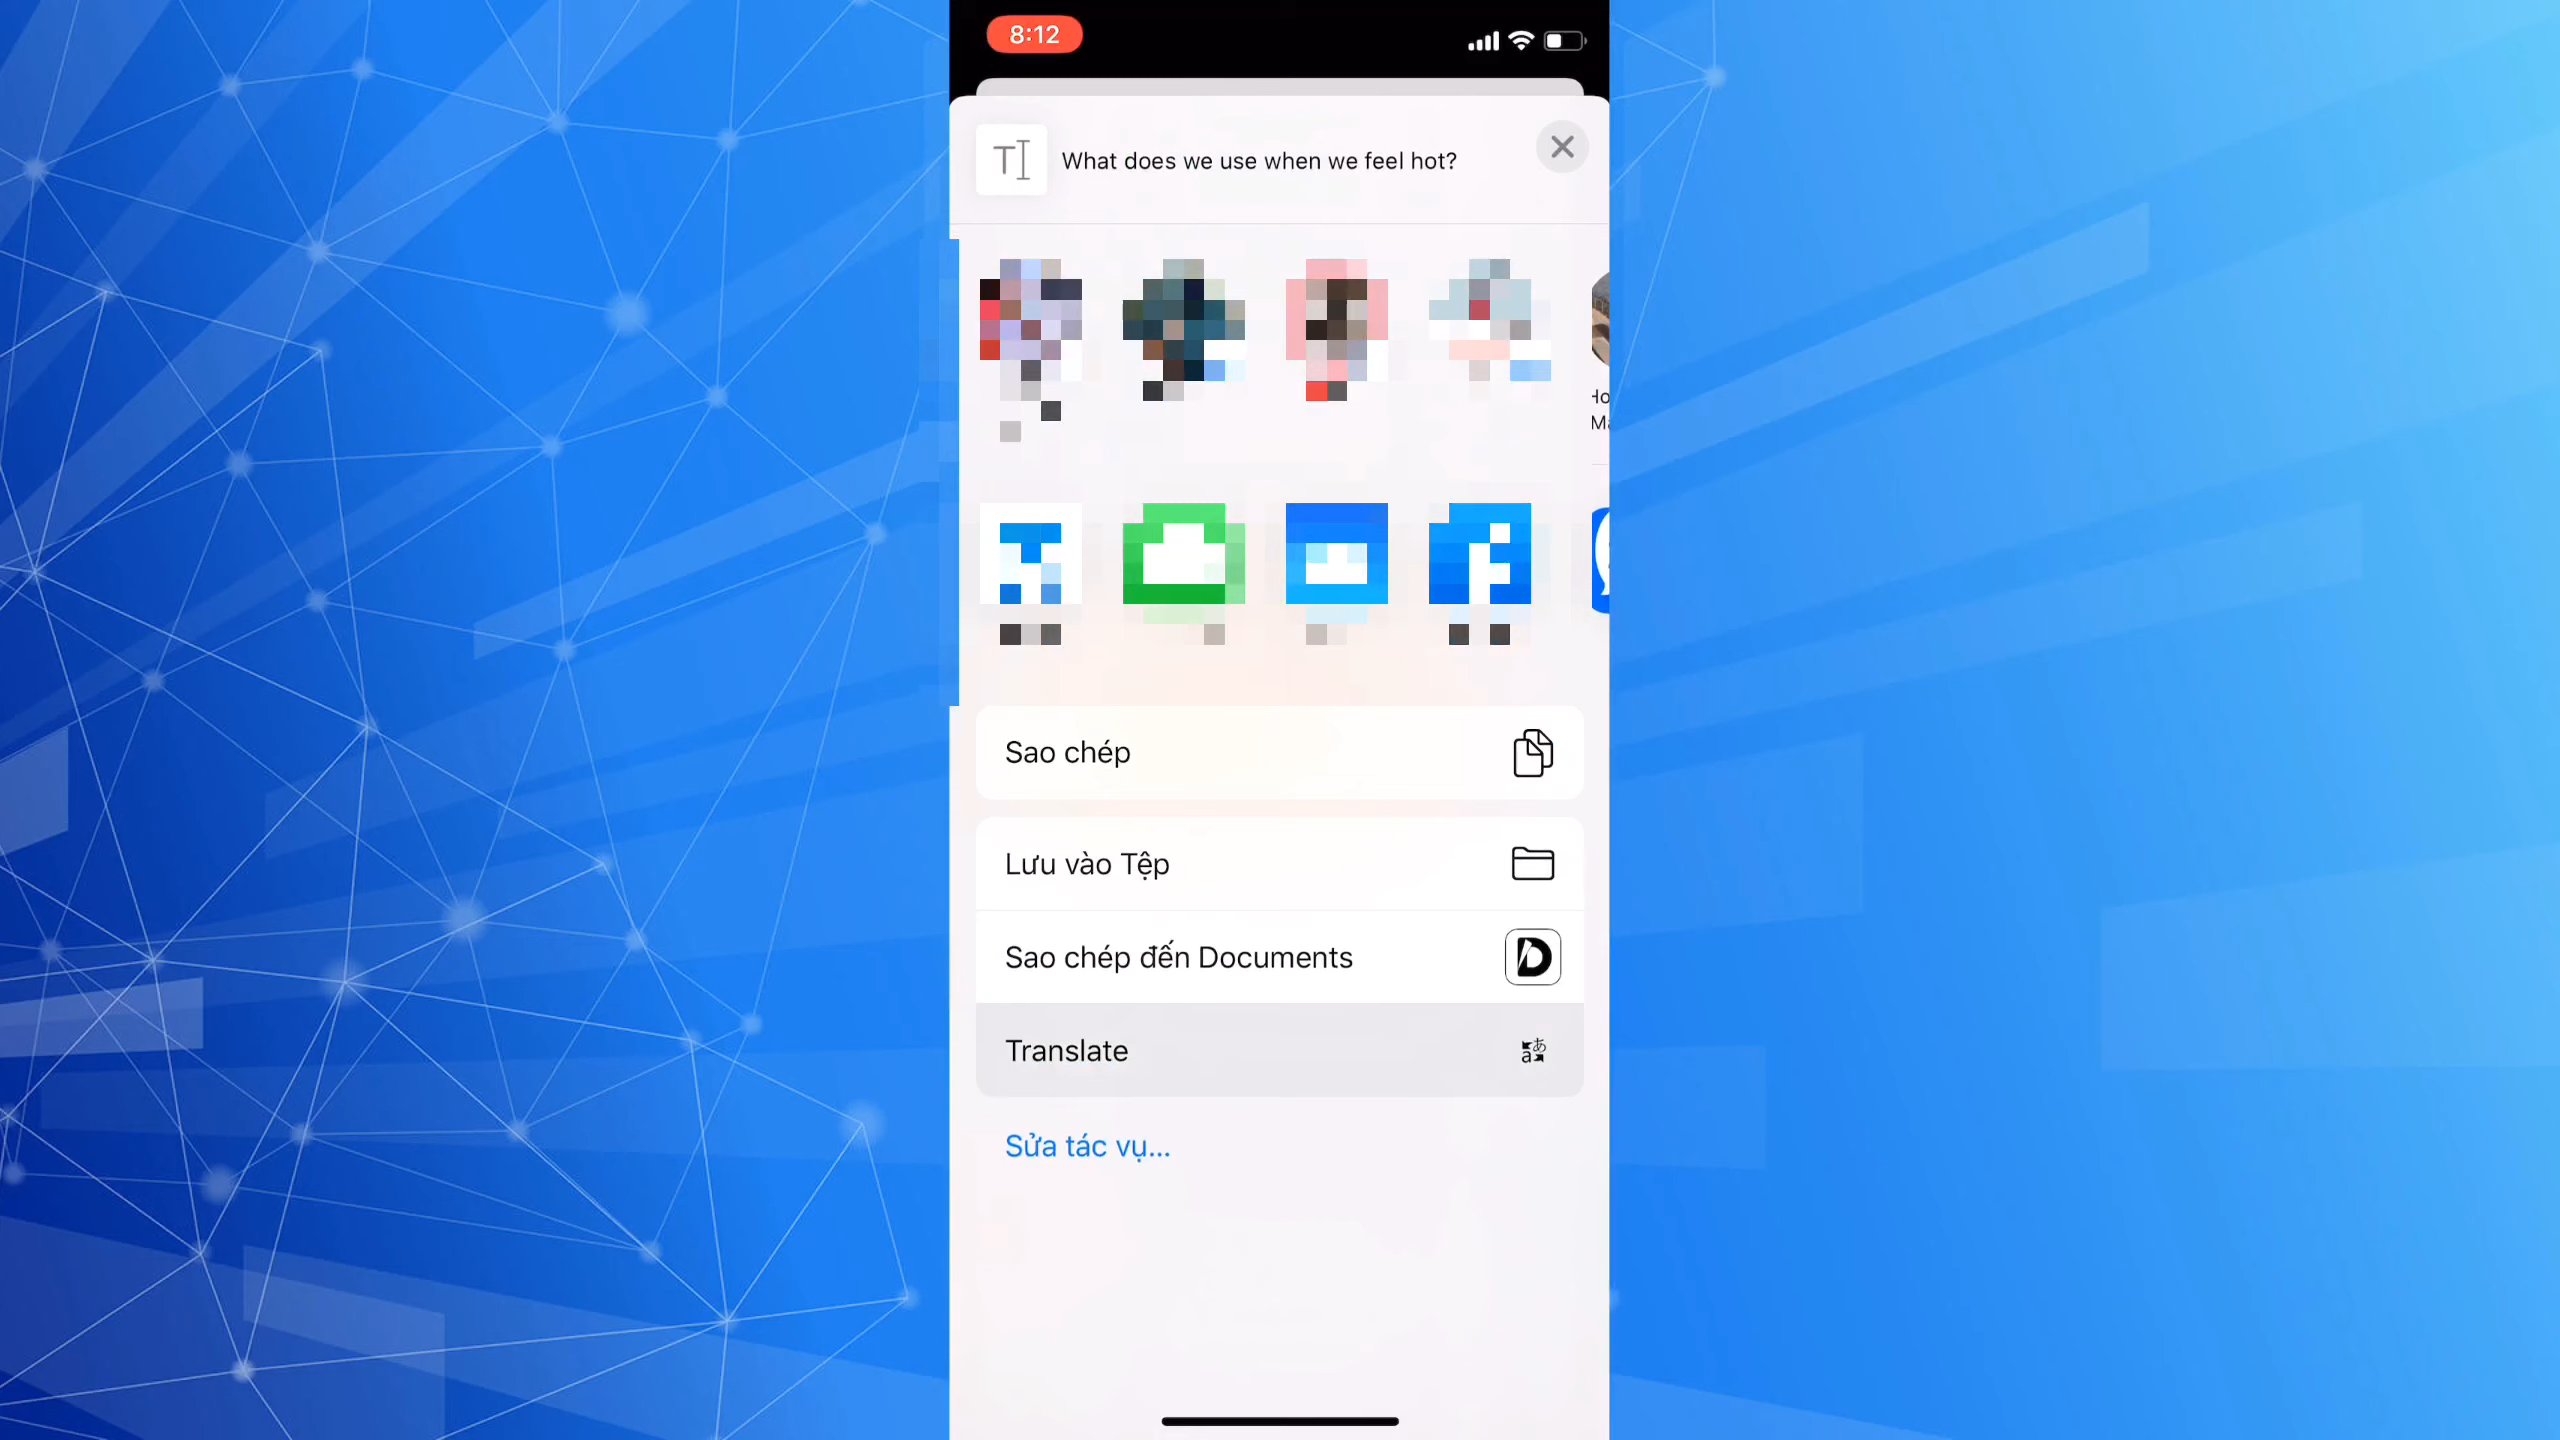 8:12
What does we use when we feel hot?
Sao chép
Lưu vào Tệp
Sao chép đến Documents
Translate
Sửa tác vụ...